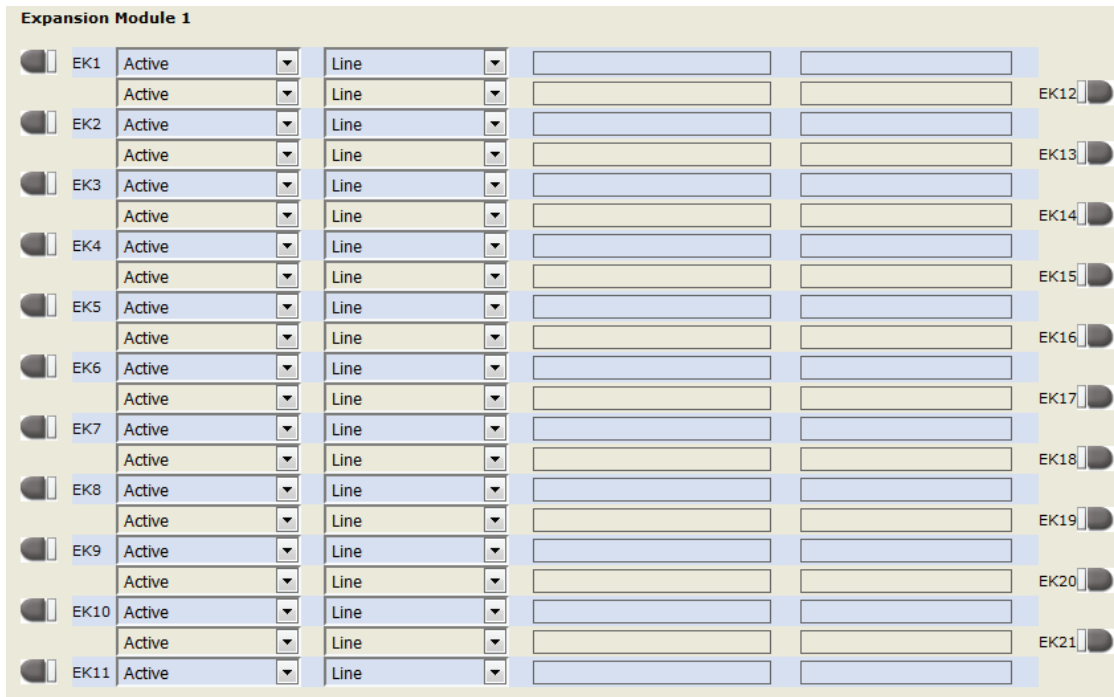 Expansion Module 1
EK1 Active Line
Active Line EK12
EK2 Active Line
Active Line EK13
EK3 Active Line
Active Line EK14
EK4 Active Line
Active Line EK15
EK5 Active Line
Active Line EK16
EK6 Active Line
Active Line EK17
EK7 Active Line
Active Line EK18
EK8 Active Line
Active Line EK19
EK9 Active Line
Active Line EK20
EK10 Active Line
Active Line EK21
EK11 Active Line